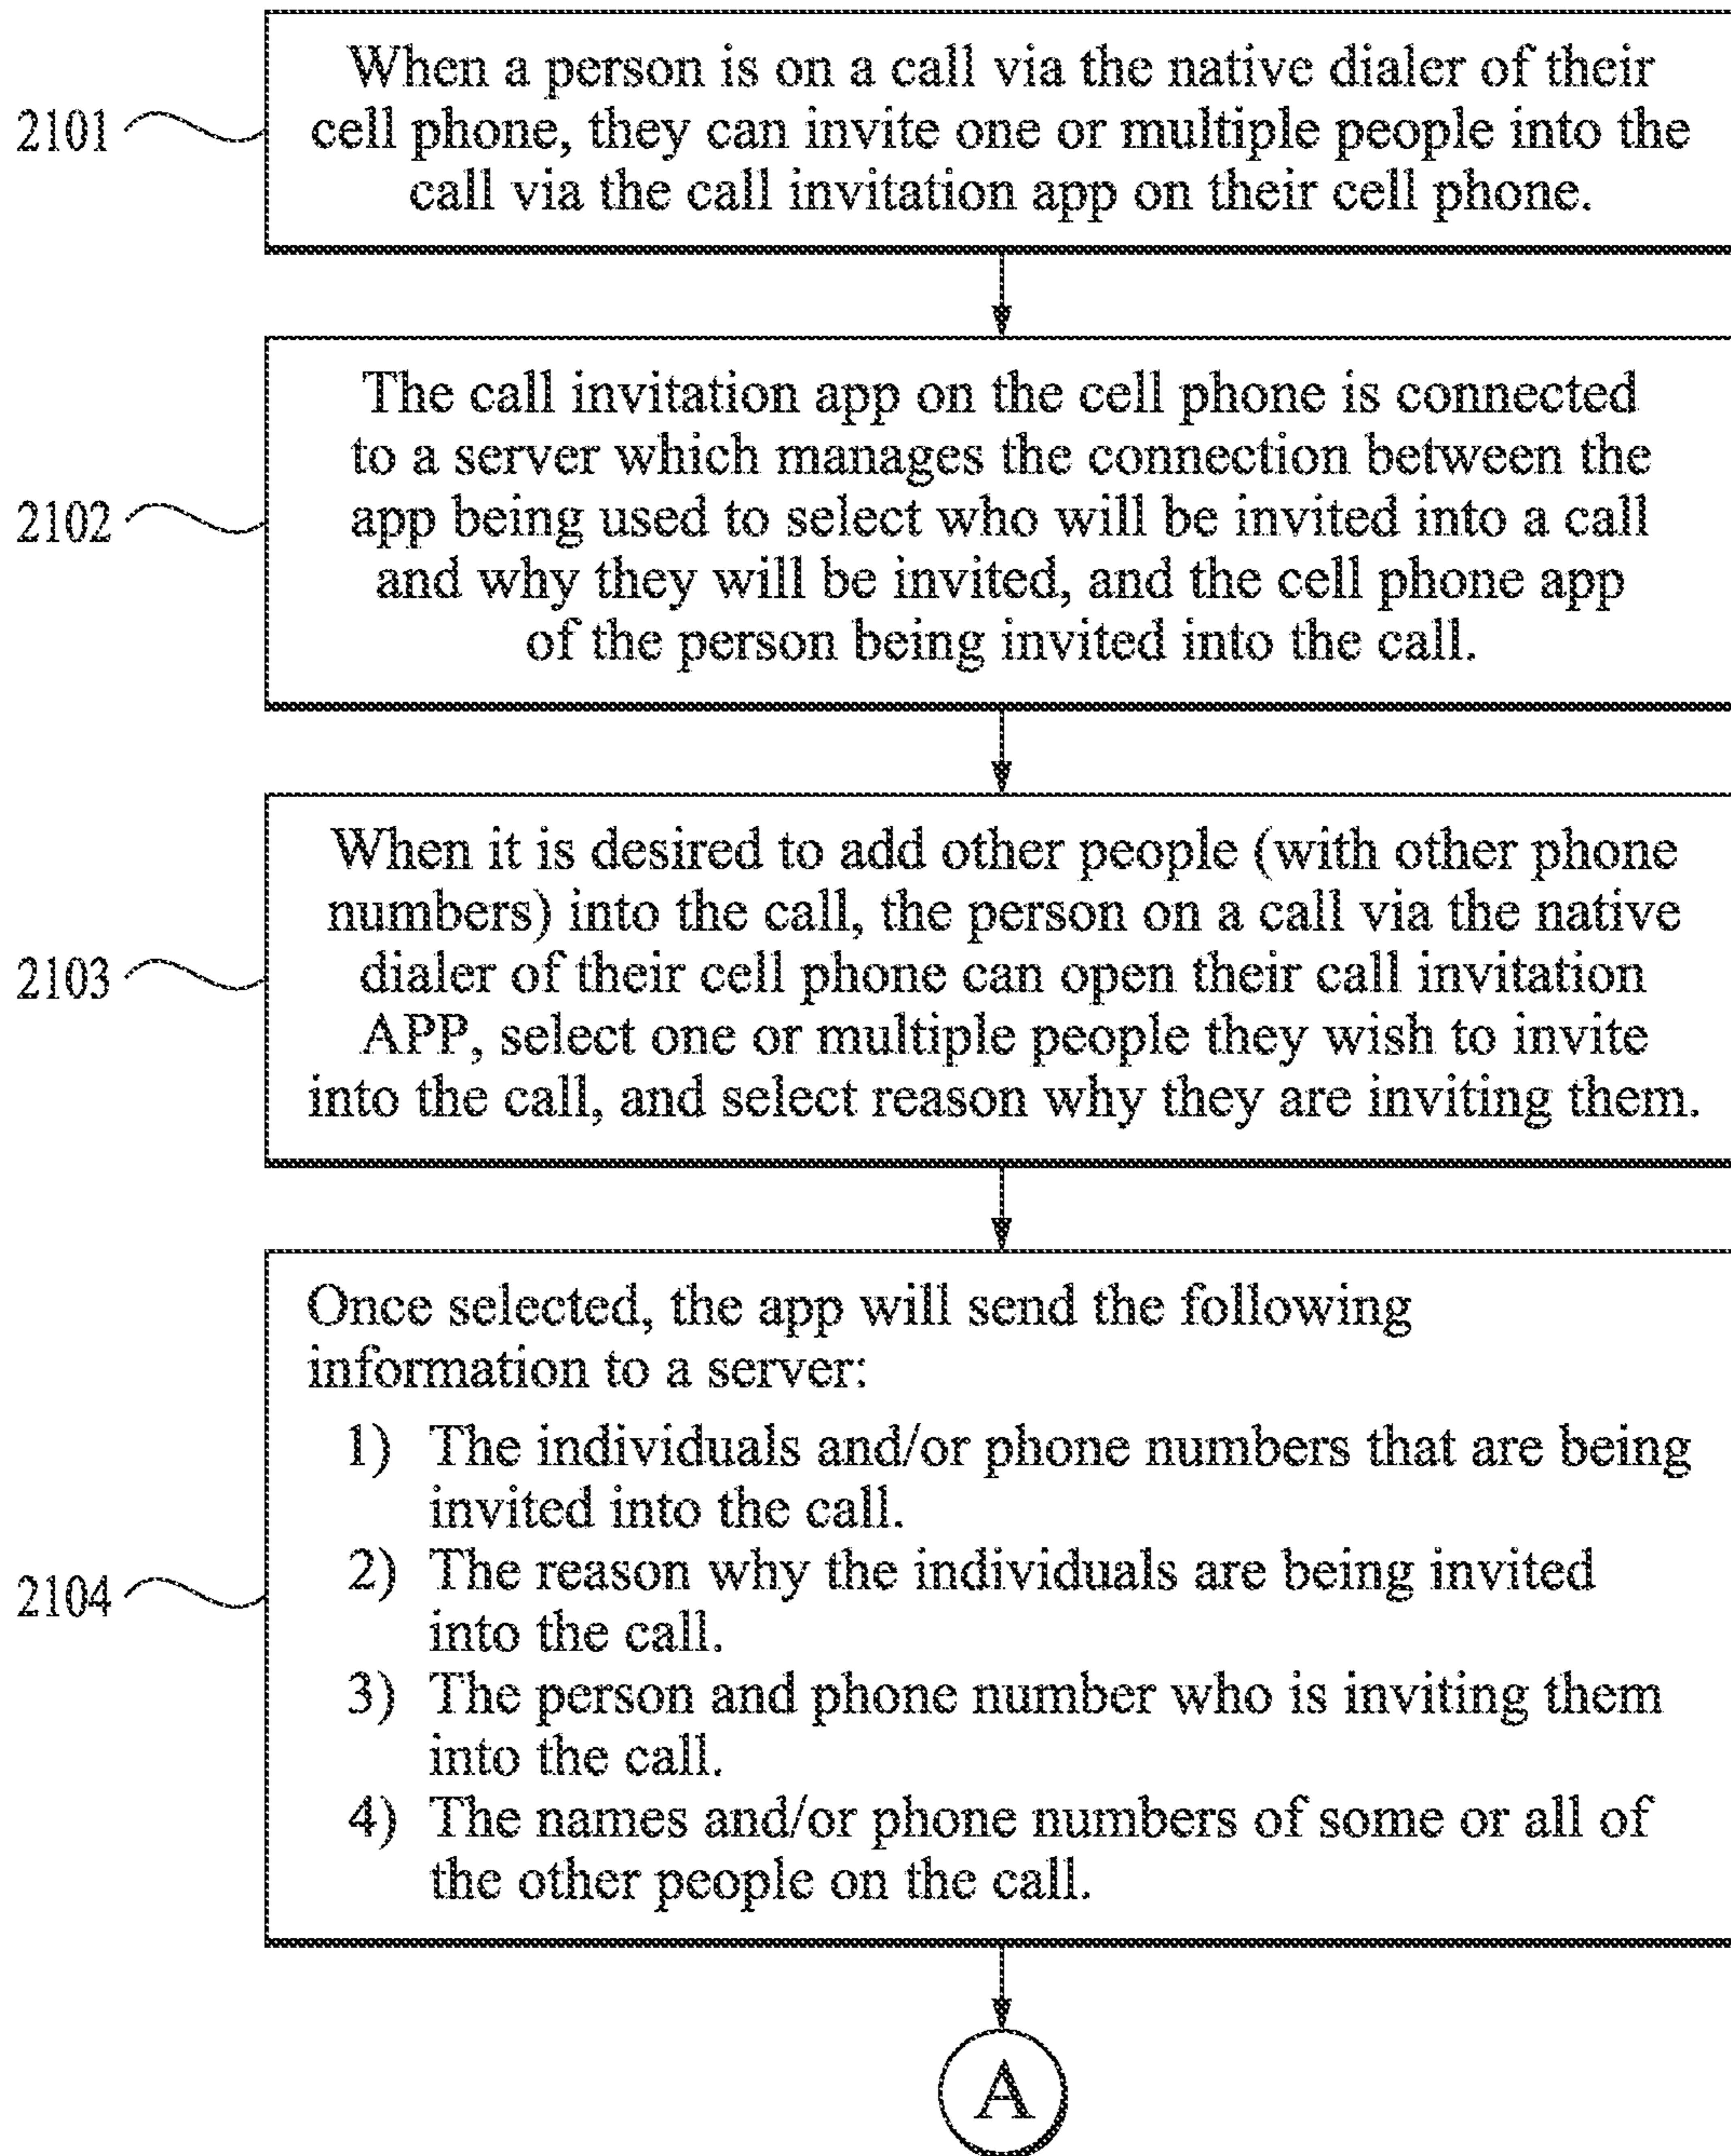 When a person is on a call via the native dialer of their
2101
cell phone, they can invite one or multiple people into the
call via the call invitation app on their cell phone.
The call invitation app on the cell phone is connected
to a server which manages the connection between the
2102
app being used to select who will be invited into a call
and why they will be invited, and the cell phone app
of the person being invited into the call.
When it is desired to add other people (with other phone
numbers) into the call, the person on a call via the native
2103
dialer of their cell phone can open their call invitation
APP, select one or multiple people they wish to invite
into the call, and select reason why they are inviting them.
Once selected, the app will send the following
information to a server:
1) The individuals and/or phone numbers that are being
invited into the call.
2104
2) The reason why the individuals are being invited
into the call.
3) The person and phone number who is inviting them
into the call.
4) The names and/or phone numbers of some or all of
the other people on the call.
A